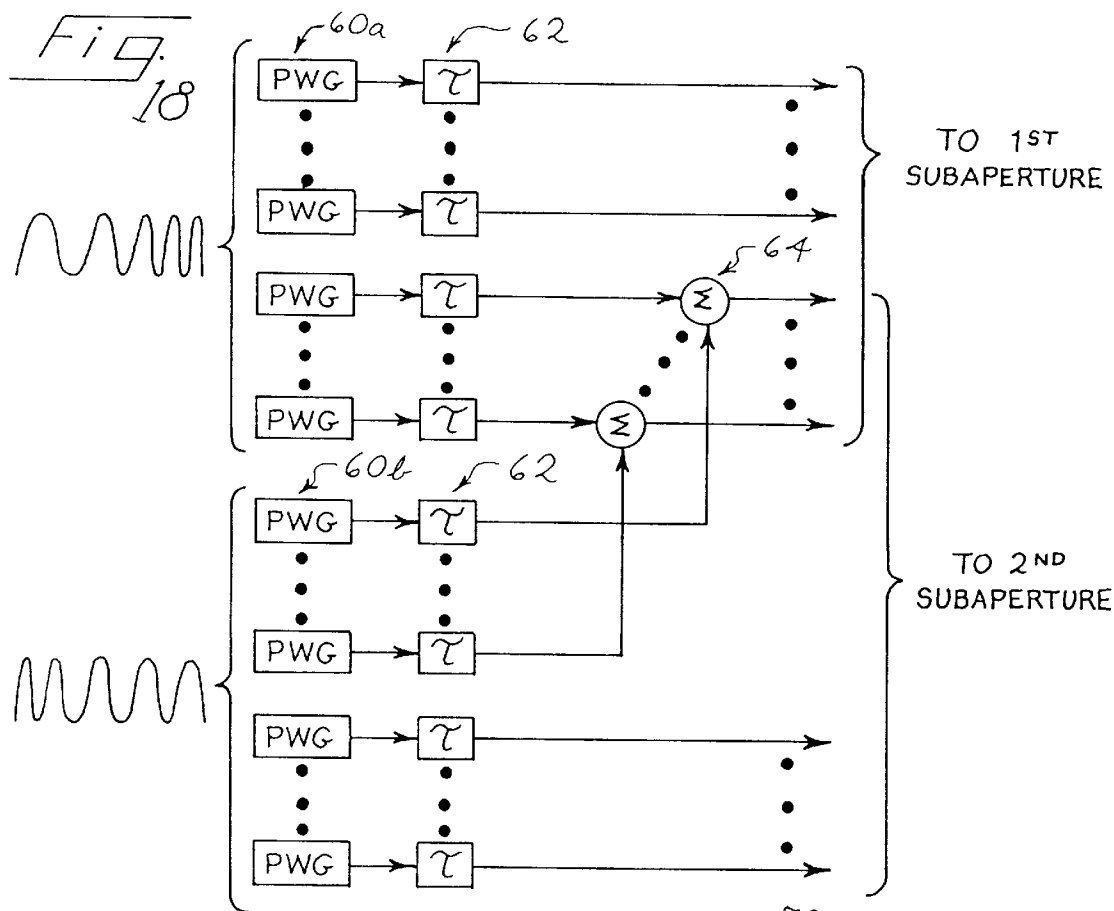 Fig. 18
60a
62
PWG τ
PWG τ
TO 1ST
SUBAPERTURE
64
PWG τ Σ
PWG τ Σ
60b
62
PWG τ
PWG τ
TO 2ND
SUBAPERTURE
PWG τ
PWG τ